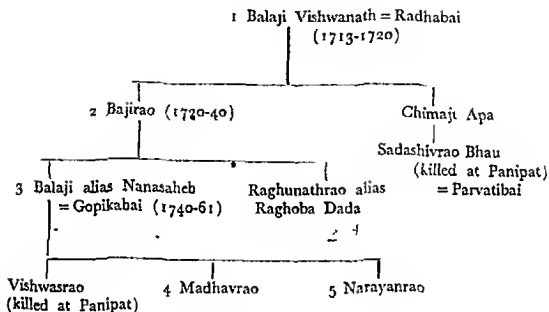 1 Balaji Vishwanath = Radhabai
(1713-1720)
2 Bajirao (1720-40)
Chimaji Apa
Sadashivrao Bhau
(killed at Panipat)
= Parvatibai
3 Balaji alias Nanasaheb
= Gopikabai (1740-61)
Raghunathrao alias
Raghoba Dada
Vishwasrao
(killed at Panipat)
4 Madhavrao
5 Narayanrao